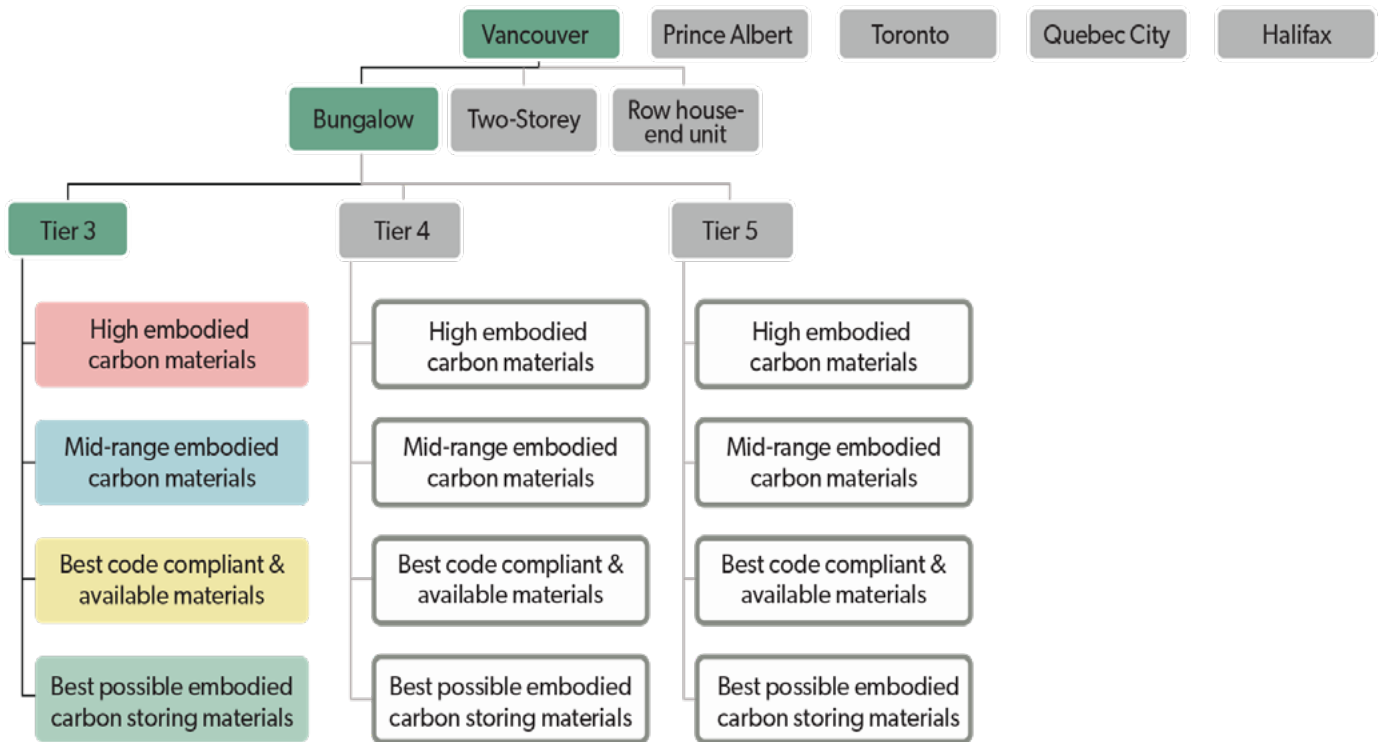 Vancouver
Prince Albert
Toronto
Quebec City
Halifax
Bungalow
Two-Storey
Row house-
end unit
Tier 3
Tier 4
Tier 5
High embodied
carbon materials
High embodied
carbon materials
High embodied
carbon materials
Mid-range embodied
carbon materials
Mid-range embodied
carbon materials
Mid-range embodied
carbon materials
Best code compliant &
available materials
Best code compliant &
available materials
Best code compliant &
available materials
Best possible embodied
carbon storing materials
Best possible embodied
carbon storing materials
Best possible embodied
carbon storing materials